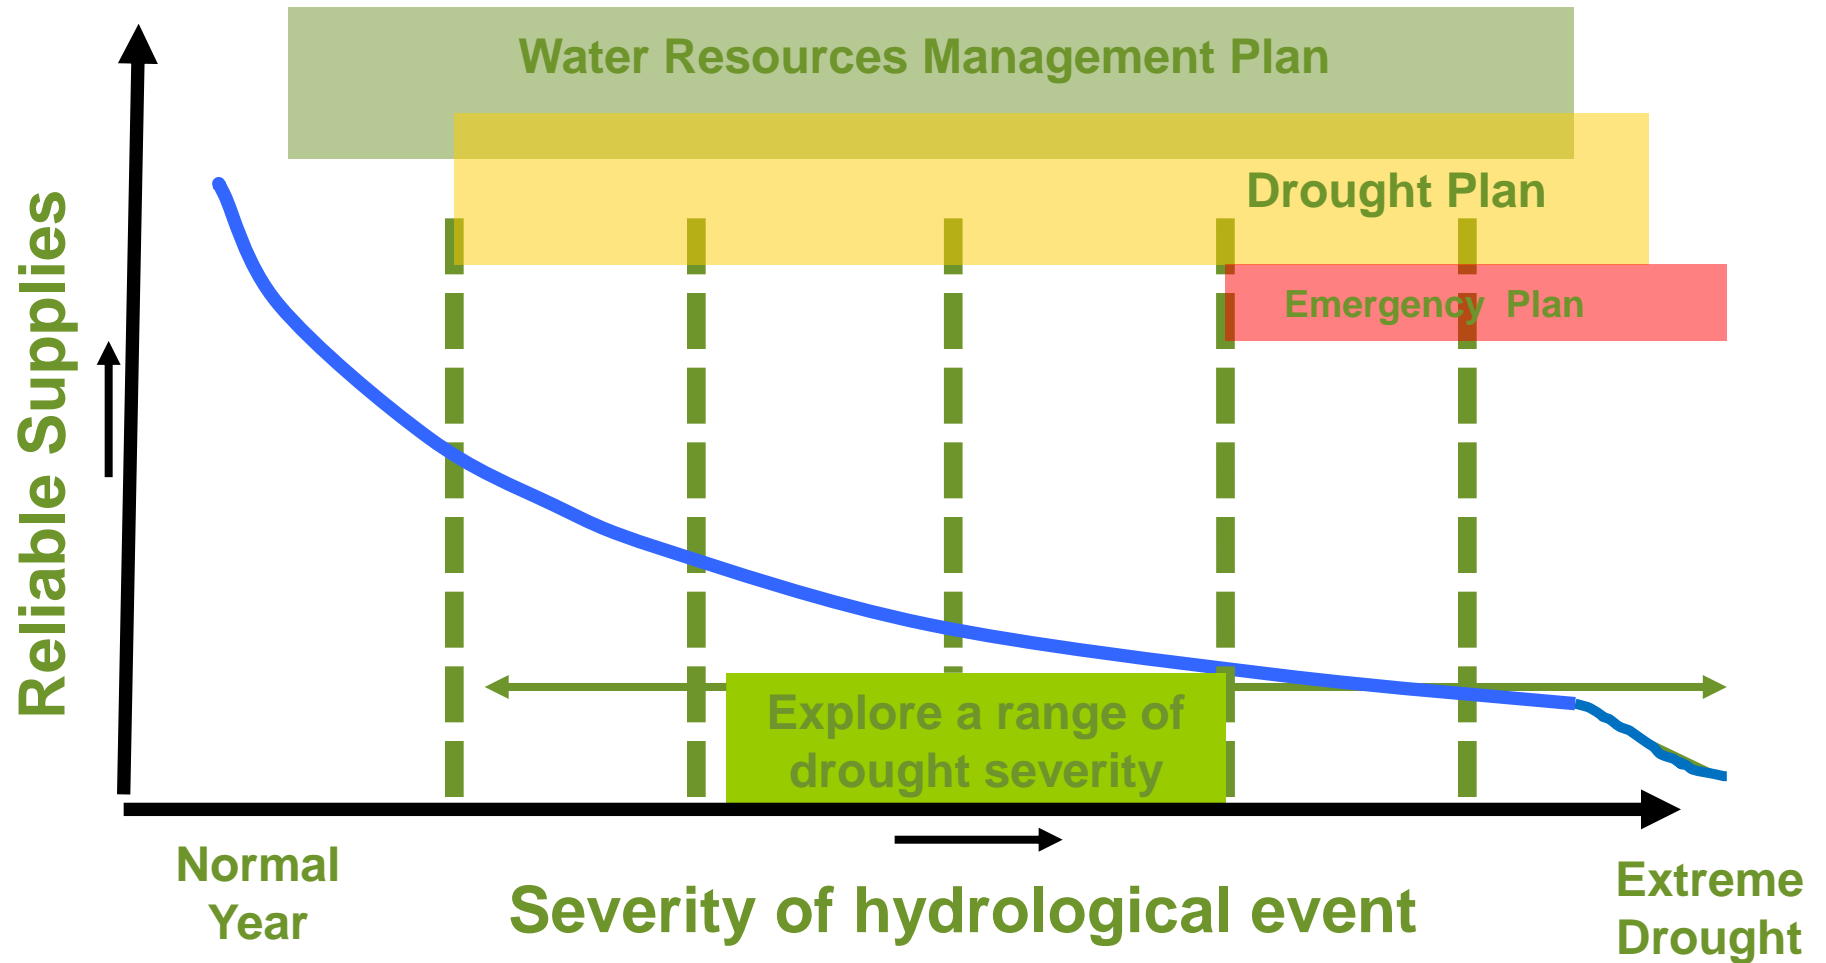 Water Resources Management Plan
Drought Plan
Emergency Plan
Reliable Supplies
Explore a range of
drought severity
Normal
Year
Severity of hydrological event
Extreme
Drought